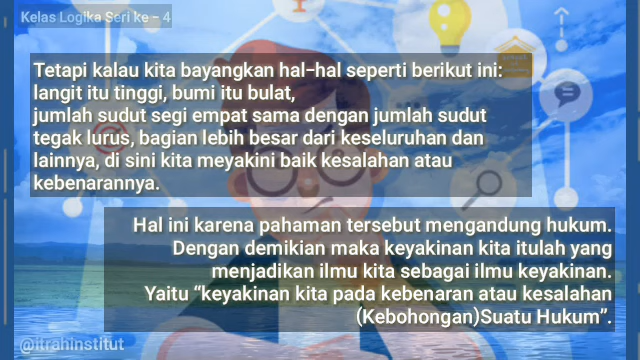 Kelas Logika Seri ke - 4
Tetapi kalau kita bayangkan hal-hal seperti berikut ini:
langit itu tinggi, bumi itu bulat,
jumlah sudut segi empat sama dengan jumlah sudut
tegak lurus, bagian lebih besar dari keseluruhan dan
lainnya, di sini kita meyakini baik kesalahan atau
kebenarannya.
Hal ini karena pahaman tersebut mengandung hukum.
Dengan demikian maka keyakinan kita itulah yang
menjadikan ilmu kita sebagai ilmu keyakinan.
Yaitu “keyakinan kita pada kebenaran atau kesalahan
(Kebohongan)Suatu Hukum”.
@itrahinstitut